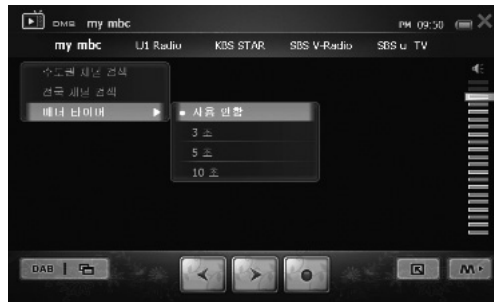 DMB my mbc PM 09:50
my mbc U1 Radio KBS STAR SBS V-Radio SBS u TV
수도권 채널 검색
전국 채널 검색
배너 타이머 사용 안함
3 초
5 초
10 초
DAB M